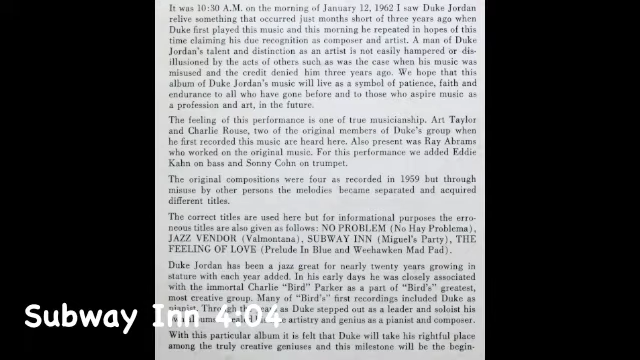 It was 10:30 A.M. on the morning of January 12, 1962 I saw Duke Jordan
relive something that occurred just months short of three years ago when
Duke first played this music and this morning he repeated in hopes of this
time claiming his due recognition as composer and artist. A man of Duke
Jordan's talent and distinction as an artist is not easily hampered or dis-
illusioned by the acts of others such as was the case when his music was
misused and the credit denied him three years ago. We hope that this
album of Duke Jordan's music will live as a symbol of patience, faith and
endurance to all who have gone before and to those who aspire music as
a profession and art, in the future.
The feeling of this performance is one of true musicianship. Art Taylor
and Charlie Rouse, two of the original members of Duke's group when
he first recorded this music are heard here. Also present was Ray Abrams
who worked on the original music. For this performance we added Eddie
Kahn on bass and Sonny Cohn on trumpet.
The original compositions were four as recorded in 1959 but through
misuse by other persons the melodies became separated and acquired
different titles.
The correct titles are used here but for informational purposes the erro-
neous titles are also given as follows: NO PROBLEM (No Hay Problema),
JAZZ VENDOR (Valmontana), SUBWAY INN (Miguel's Party), THE
FEELING OF LOVE (Prelude In Blue and Weehawken Mad Pad).
Duke Jordan has been a jazz great for nearly twenty years growing in
stature with each year added. In his early days he was closely associated
with the immortal Charlie "Bird" Parker as a part of "Bird's" greatest,
most creative group. Many of "Bird's" first recordings included Duke as
pianist. Through the as Duke stepped out as a leader and soloist his
artistry and genius as a pianist and composer.
Subway Inn 4.04
With this particular album it is felt that Duke will take his rightful place
among the truly creative geniuses and this milestone will be the begin-